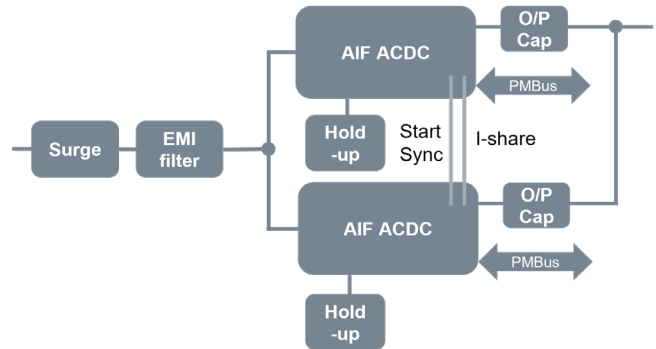 O/P
Cap
AIF ACDC
PMBus
Hold
-up
Start
Sync
I-share
Surge
EMI
filter
O/P
Cap
AIF ACDC
PMBus
Hold
-up